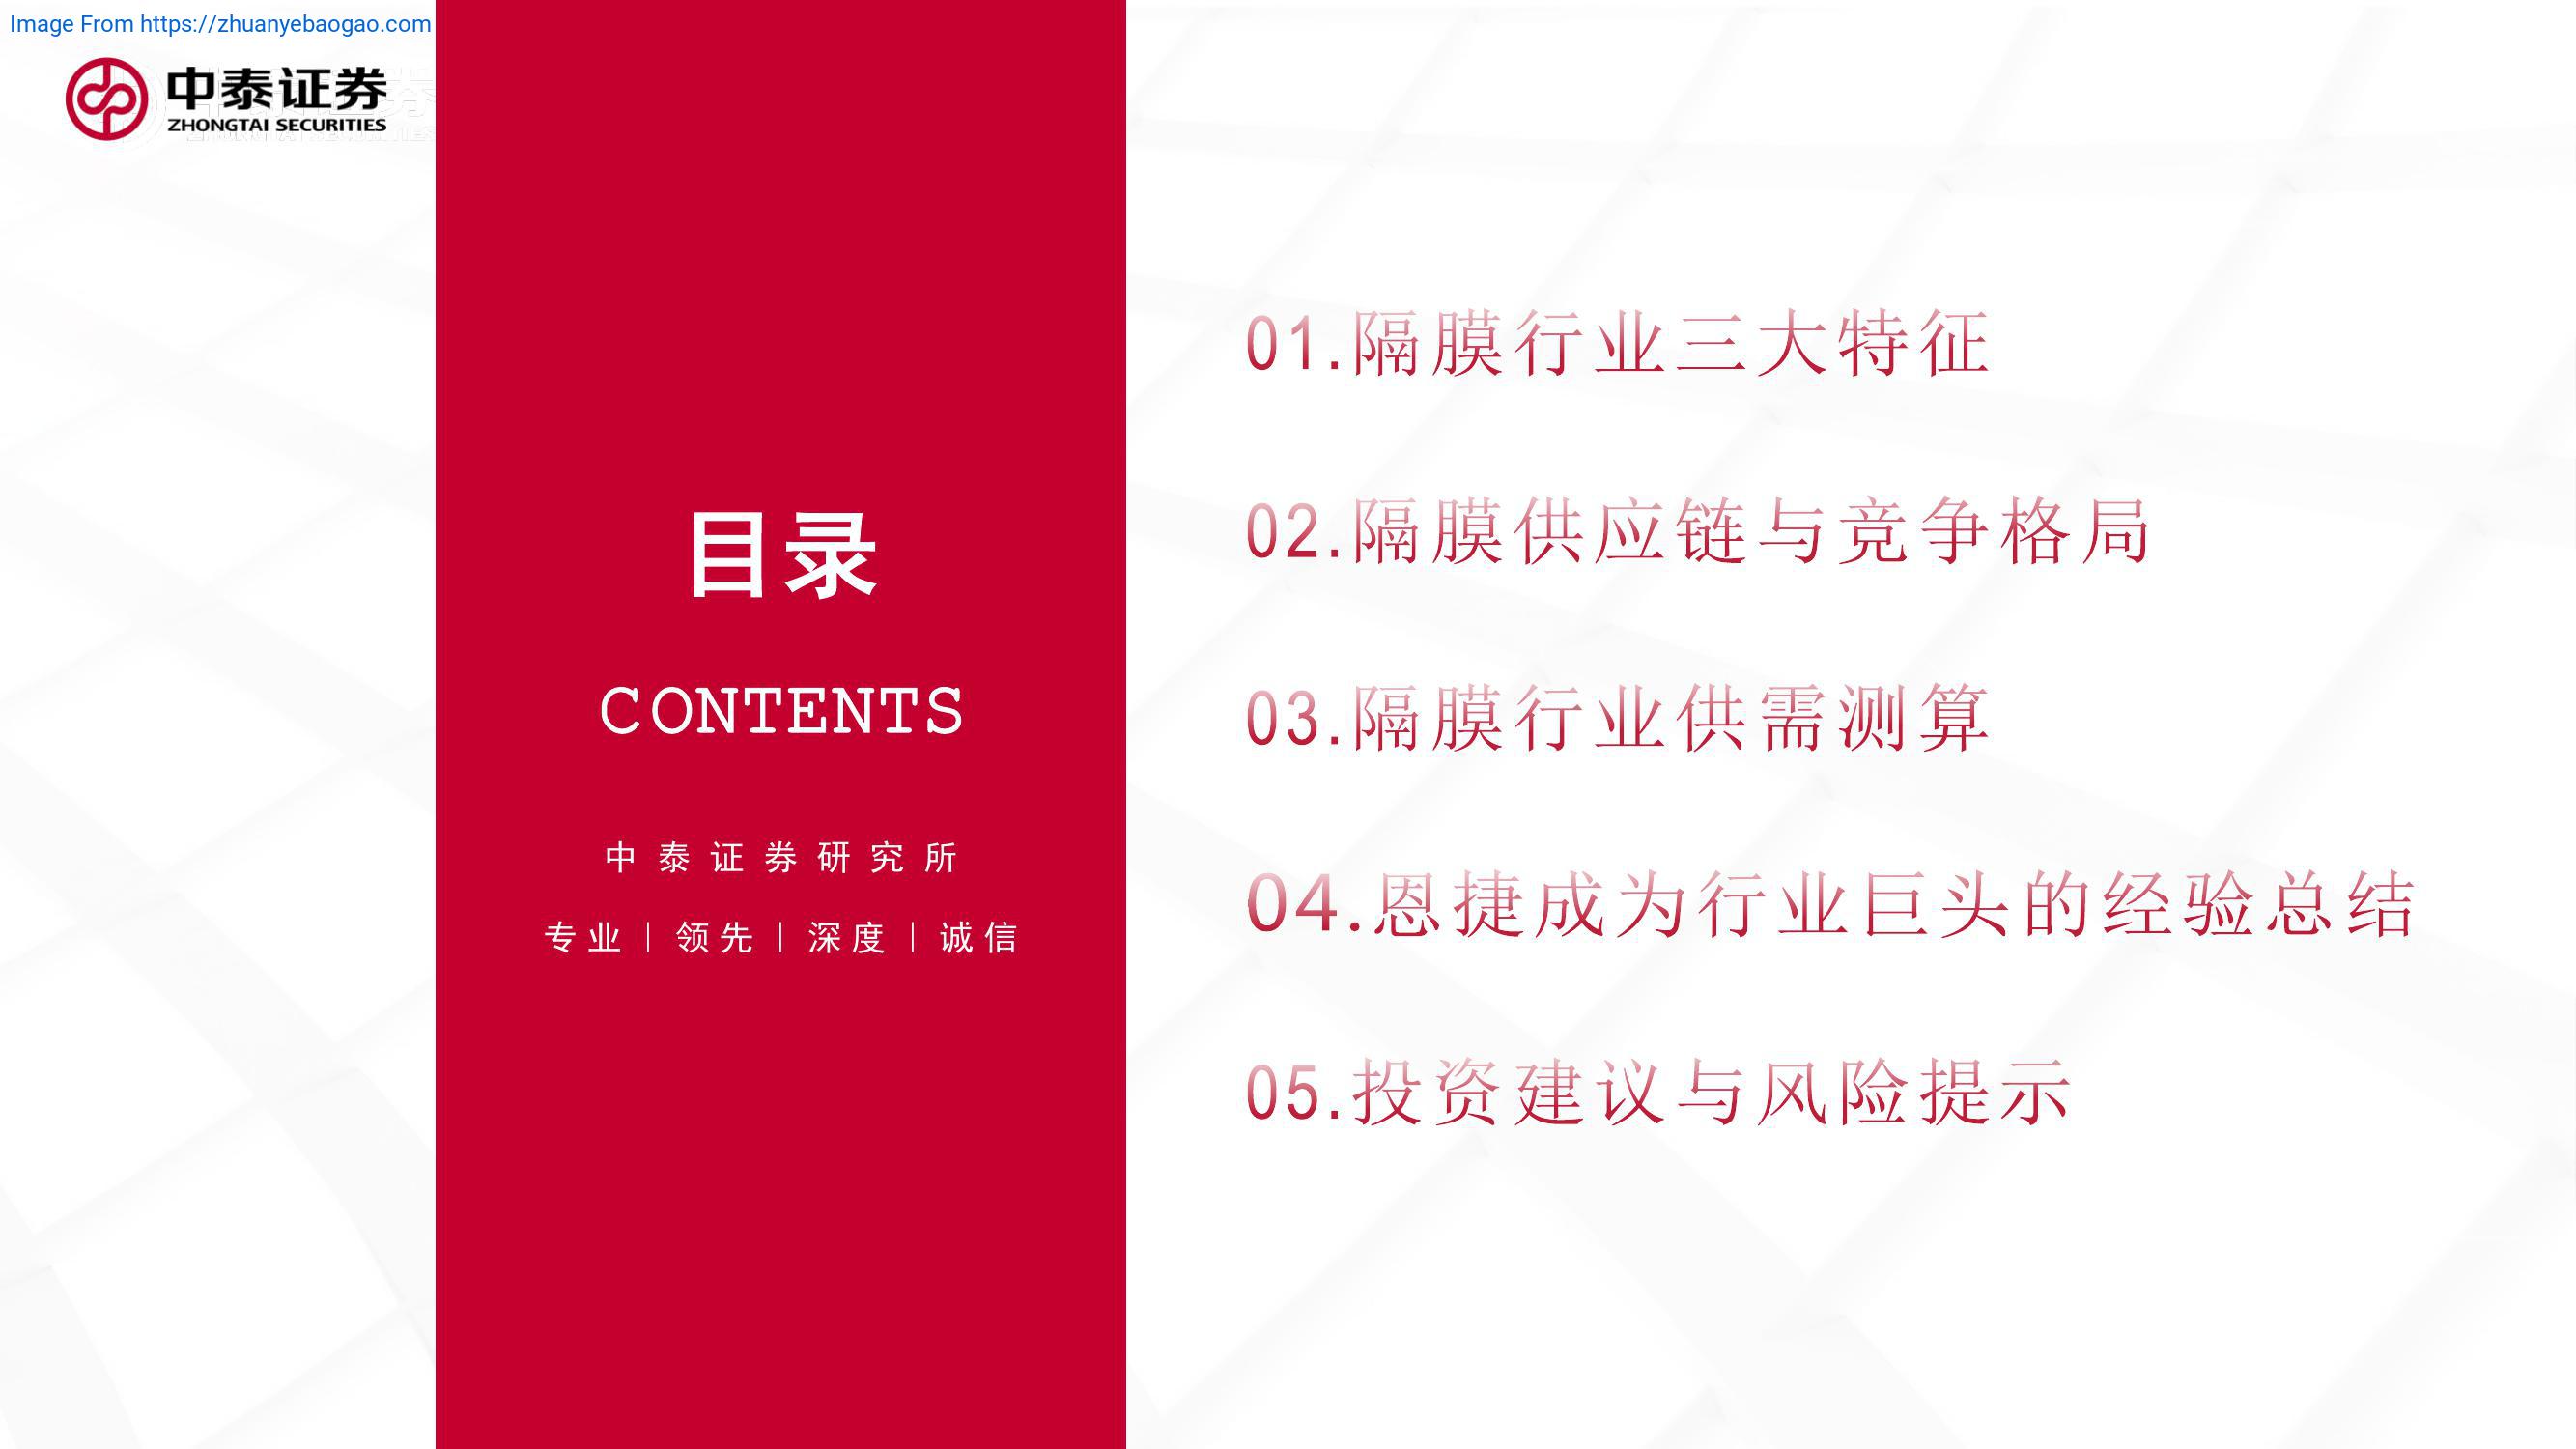 Image From https://zhuanyebaogao.com
中泰证券
ZHONGTAI SECURITIES
目录
CONTENTS
中泰证券研究所
专业｜领先｜深度｜诚信
01.隔膜行业三大特征
02.隔膜供应链与竞争格局
03.隔膜行业供需测算
04.恩捷成为行业巨头的经验总结
05.投资建议与风险提示